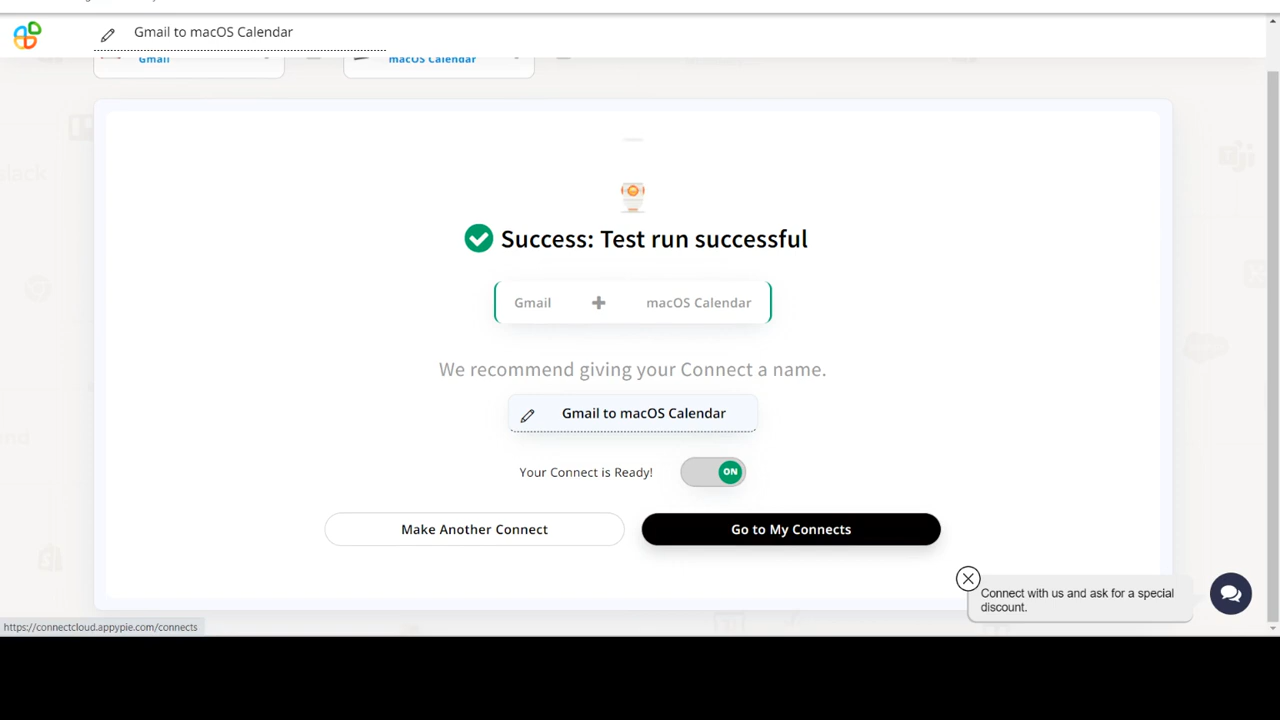 Gmail to macOS Calendar
Gmail
macOS Calendar
Success: Test run successful
Gmail + macOS Calendar
We recommend giving your Connect a name.
Gmail to macOS Calendar
Your Connect is Ready! ON
Make Another Connect
Go to My Connects
Connect with us and ask for a special
discount.
https://connectcloud.appypie.com/connects